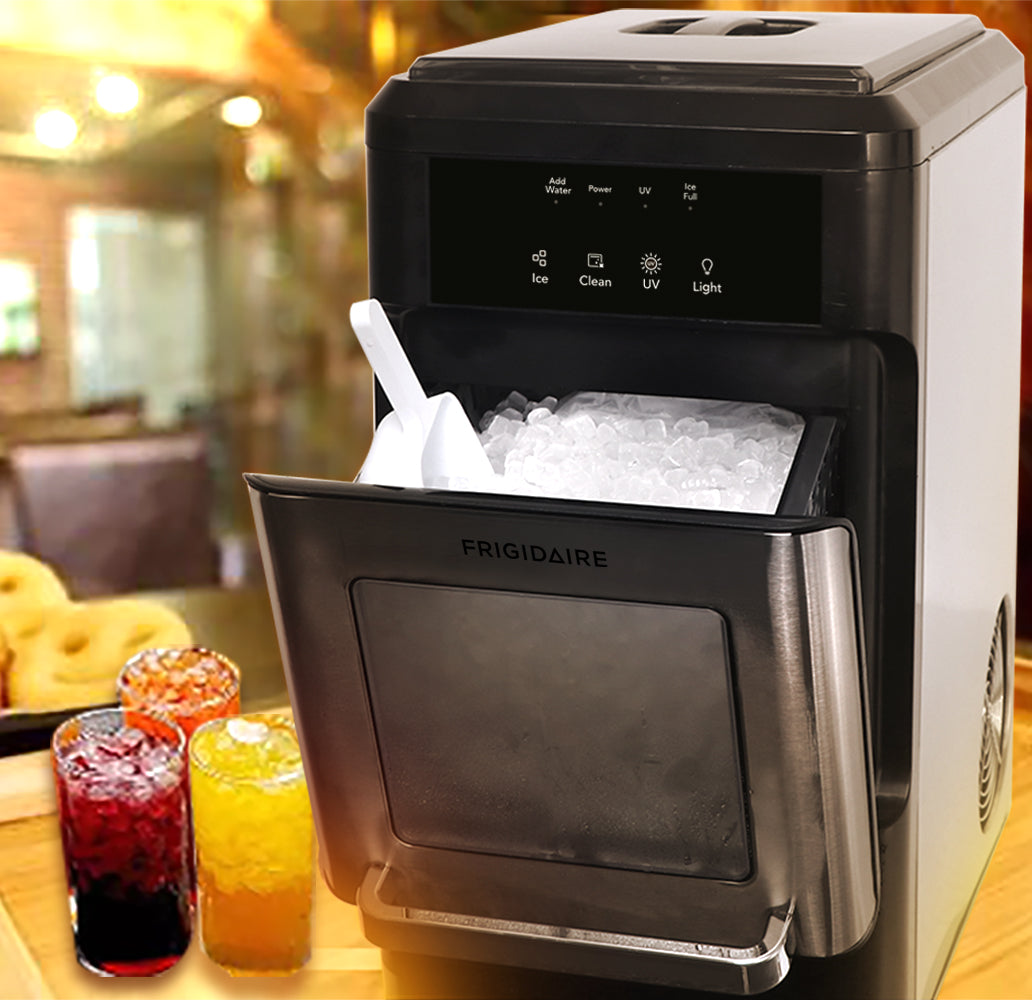 Add
Water
Power
UV
Ice
Full
Ice
Clean
UV
Light
FRIGIDAIRE